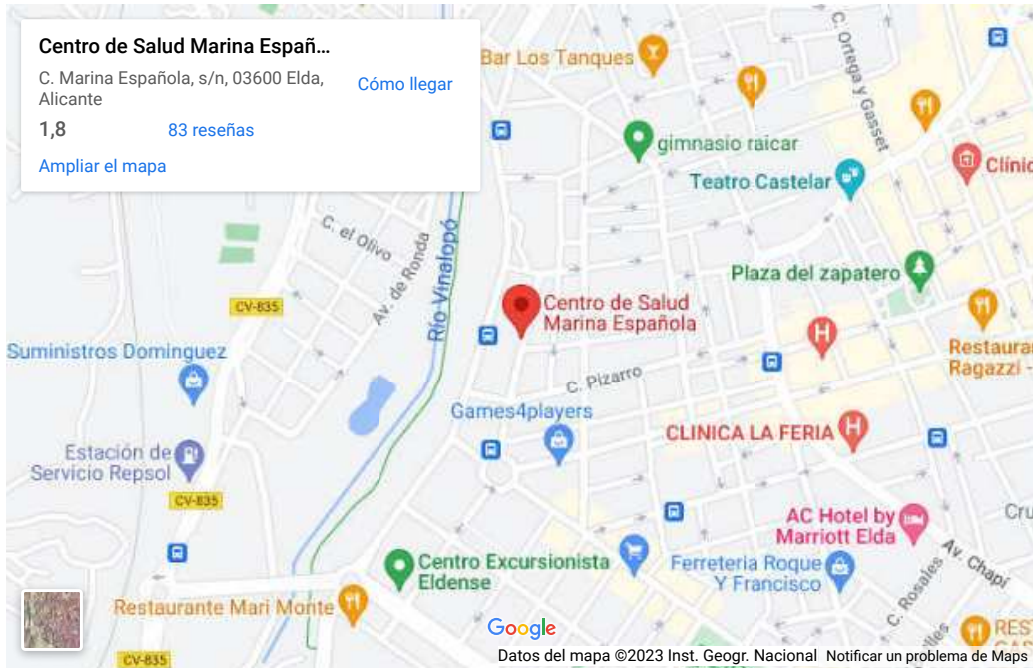 Centro de Salud Marina Españ...
C. Marina Española, s/n, 03600 Elda,
Alicante
Cómo llegar
1,8
83 reseñas
Ampliar el mapa
Bar Los Tanques
C. Ortega y Gasset
gimnasio raicar
Clínic
Teatro Castelar
C. el Olivo
Av. de Ronda
Río Vinalopó
Plaza del zapatero
CV-835
Centro de Salud
Marina Española
Suministros Dominguez
Restaurar
Ragazzi -
C. Pizarro
Games4players
CLINICA LA FERIA
Estación de
Servicio Repsol
CV-835
AC Hotel by
Marriott Elda
Cru
Av. Chapí
Centro Excursionista
Eldense
Ferreteria Roque
Y Francisco
C. Rosales
Restaurante Mari Monte
elles
REST
Google
CV-835
Datos del mapa ©2023 Inst. Geogr. Nacional
Notificar un problema de Maps